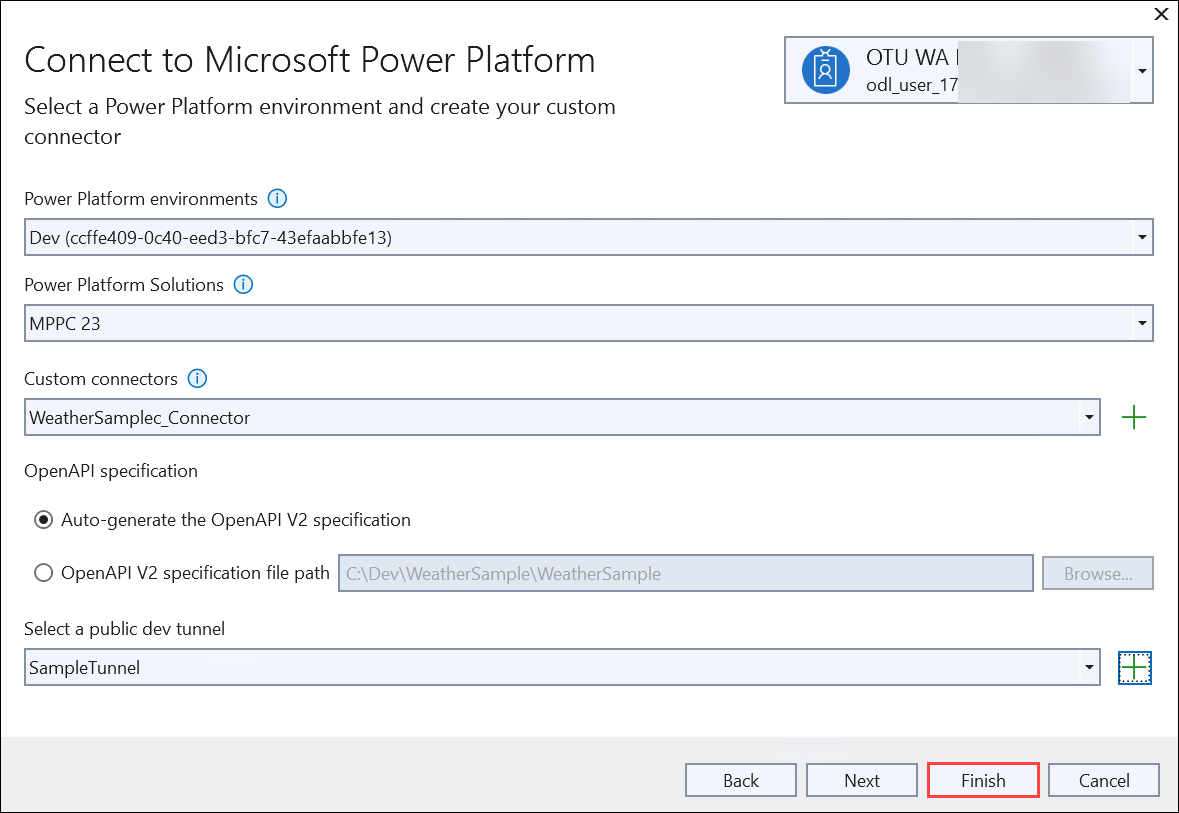 Connect to Microsoft Power Platform
OTU WA
odl_user_17
Select a Power Platform environment and create your custom
connector
Power Platform environments
Dev (ccffe409-0c40-eed3-bfc7-43efaabbfe13)
Power Platform Solutions
MPPC 23
Custom connectors
WeatherSamplec_Connector
OpenAPI specification
Auto-generate the OpenAPI V2 specification
OpenAPI V2 specification file path C:\Dev\WeatherSample\WeatherSample Browse...
Select a public dev tunnel
SampleTunnel
Back Next Finish Cancel